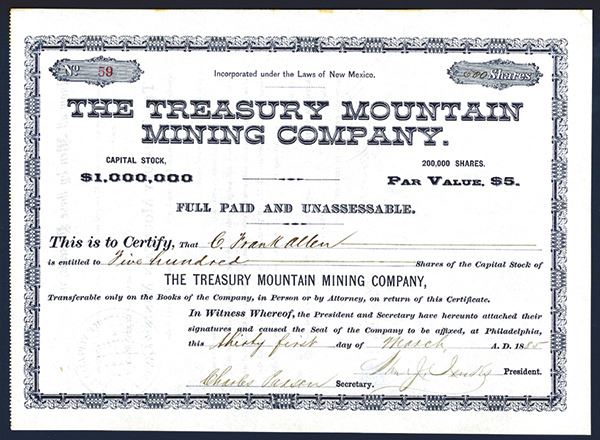 No 59
Incorporated under the Laws of New Mexico.
500 Shares
THE TREASURY MOUNTAIN
MINING COMPANY.
CAPITAL STOCK,
200,000 SHARES.
$1,000,000
PAR VALUE, $5.
FULL PAID AND UNASSESSABLE.
This is to Certify, That C. Frank Allen
is entitled to Five hundred Shares of the Capital Stock of
THE TREASURY MOUNTAIN MINING COMPANY,
Transferable only on the Books of the Company, in Person or by Attorney, on return of this Certificate.
In Witness Whereof, the President and Secretary have hereunto attached their
signatures and caused the Seal of the Company to be affixed, at Philadelphia,
this thirty first day of March A. D. 1885
President.
Charles Secretary.